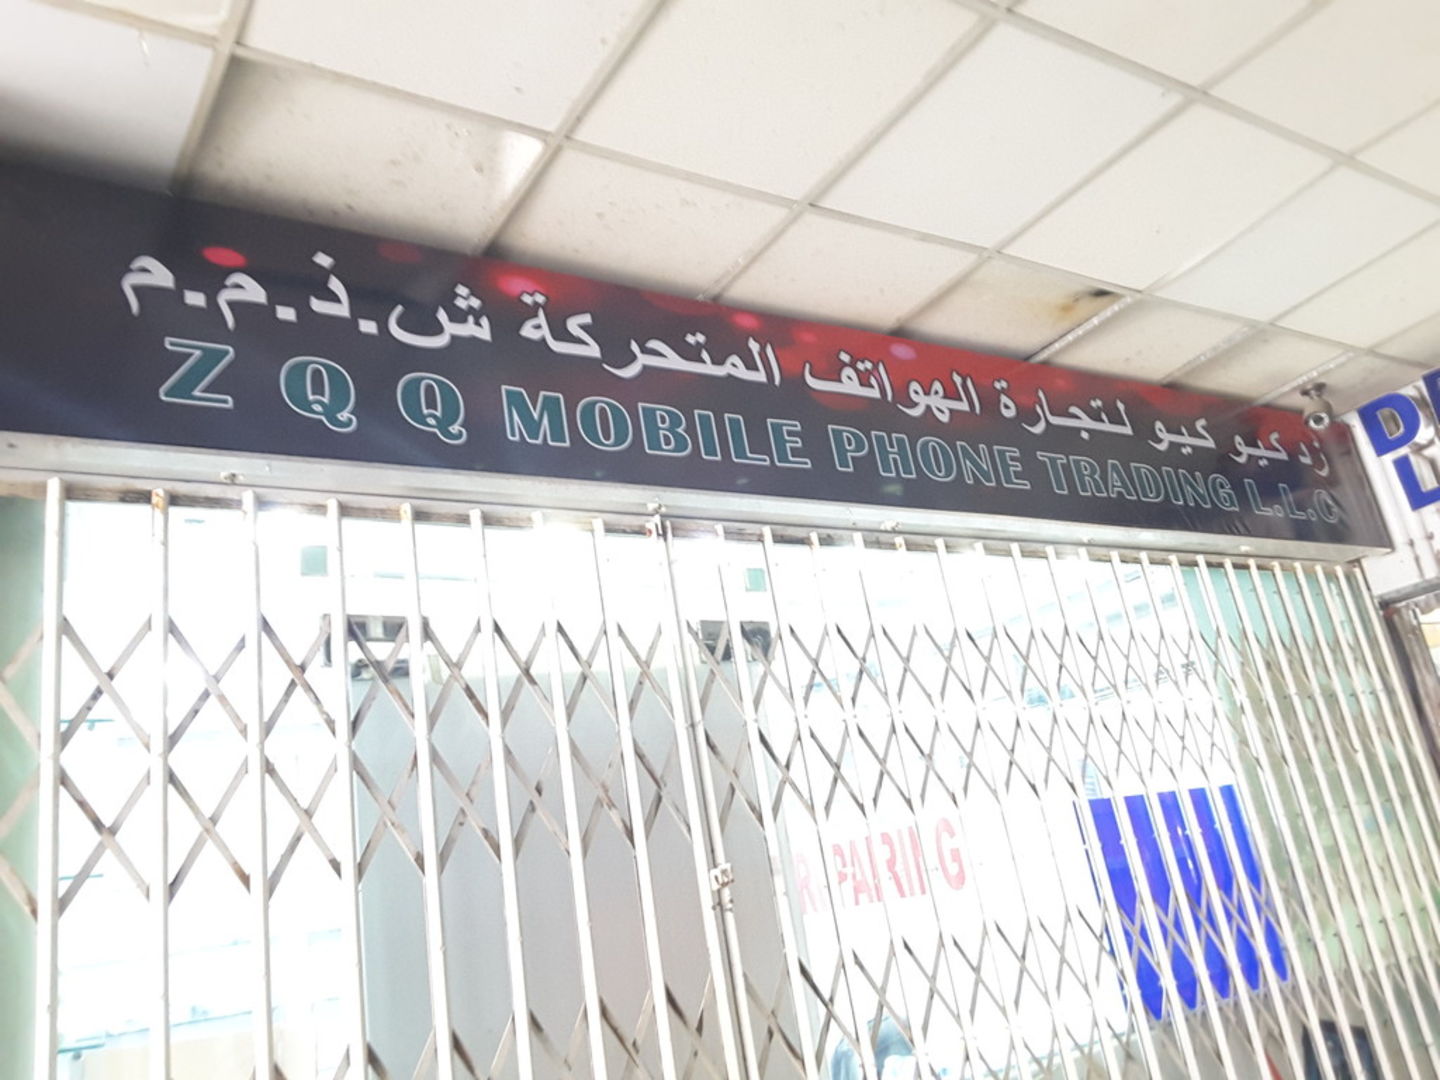 زد كيو كيو لتجارة الهواتف المتحركة ش.ذ.م.م
Z Q Q MOBILE PHONE TRADING L.L.C